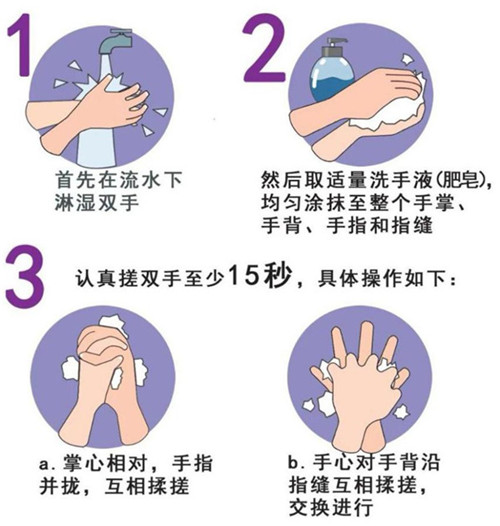 1
首先在流水下
淋湿双手
2
然后取适量洗手液(肥皂),
均匀涂抹至整个手掌、
手背、手指和指缝
3
认真搓双手至少15秒，具体操作如下：
a.掌心相对，手指
并拢，互相揉搓
b.手心对手背沿
指缝互相揉搓，
交换进行